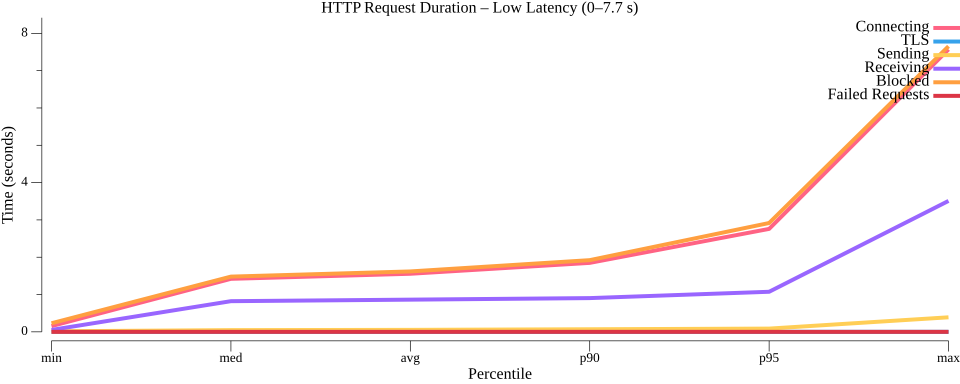 HTTP Request Duration – Low Latency (0–7.7 s)
Connecting
TLS
Sending
Receiving
Blocked
Failed Requests
Time (seconds)
8
4
0
min med avg p90 p95 max
Percentile